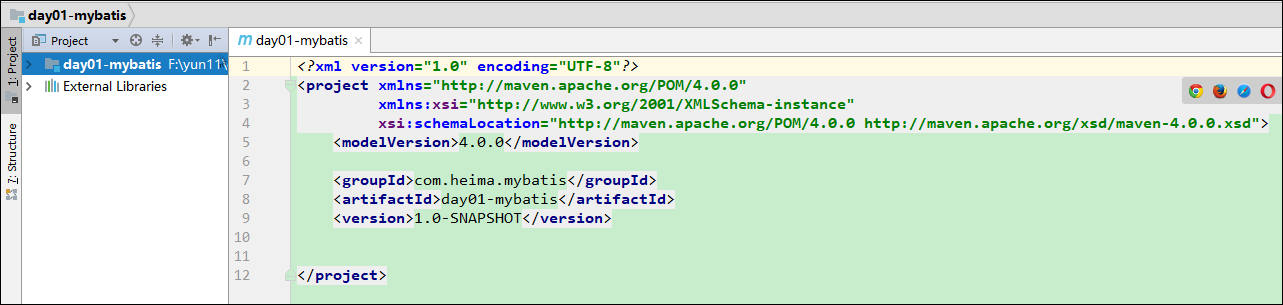 day01-mybatis
1: Project
7: Structure
Project
day01-mybatis F:\yun11\
External Libraries
m day01-mybatis
1 <?xml version="1.0" encoding="UTF-8"?>
2 <project xmlns="http://maven.apache.org/POM/4.0.0"
3 xmlns:xsi="http://www.w3.org/2001/XMLSchema-instance"
4 xsi:schemaLocation="http://maven.apache.org/POM/4.0.0 http://maven.apache.org/xsd/maven-4.0.0.xsd">
5 <modelVersion>4.0.0</modelVersion>
6
7 <groupId>com.heima.mybatis</groupId>
8 <artifactId>day01-mybatis</artifactId>
9 <version>1.0-SNAPSHOT</version>
10
11
12 </project>